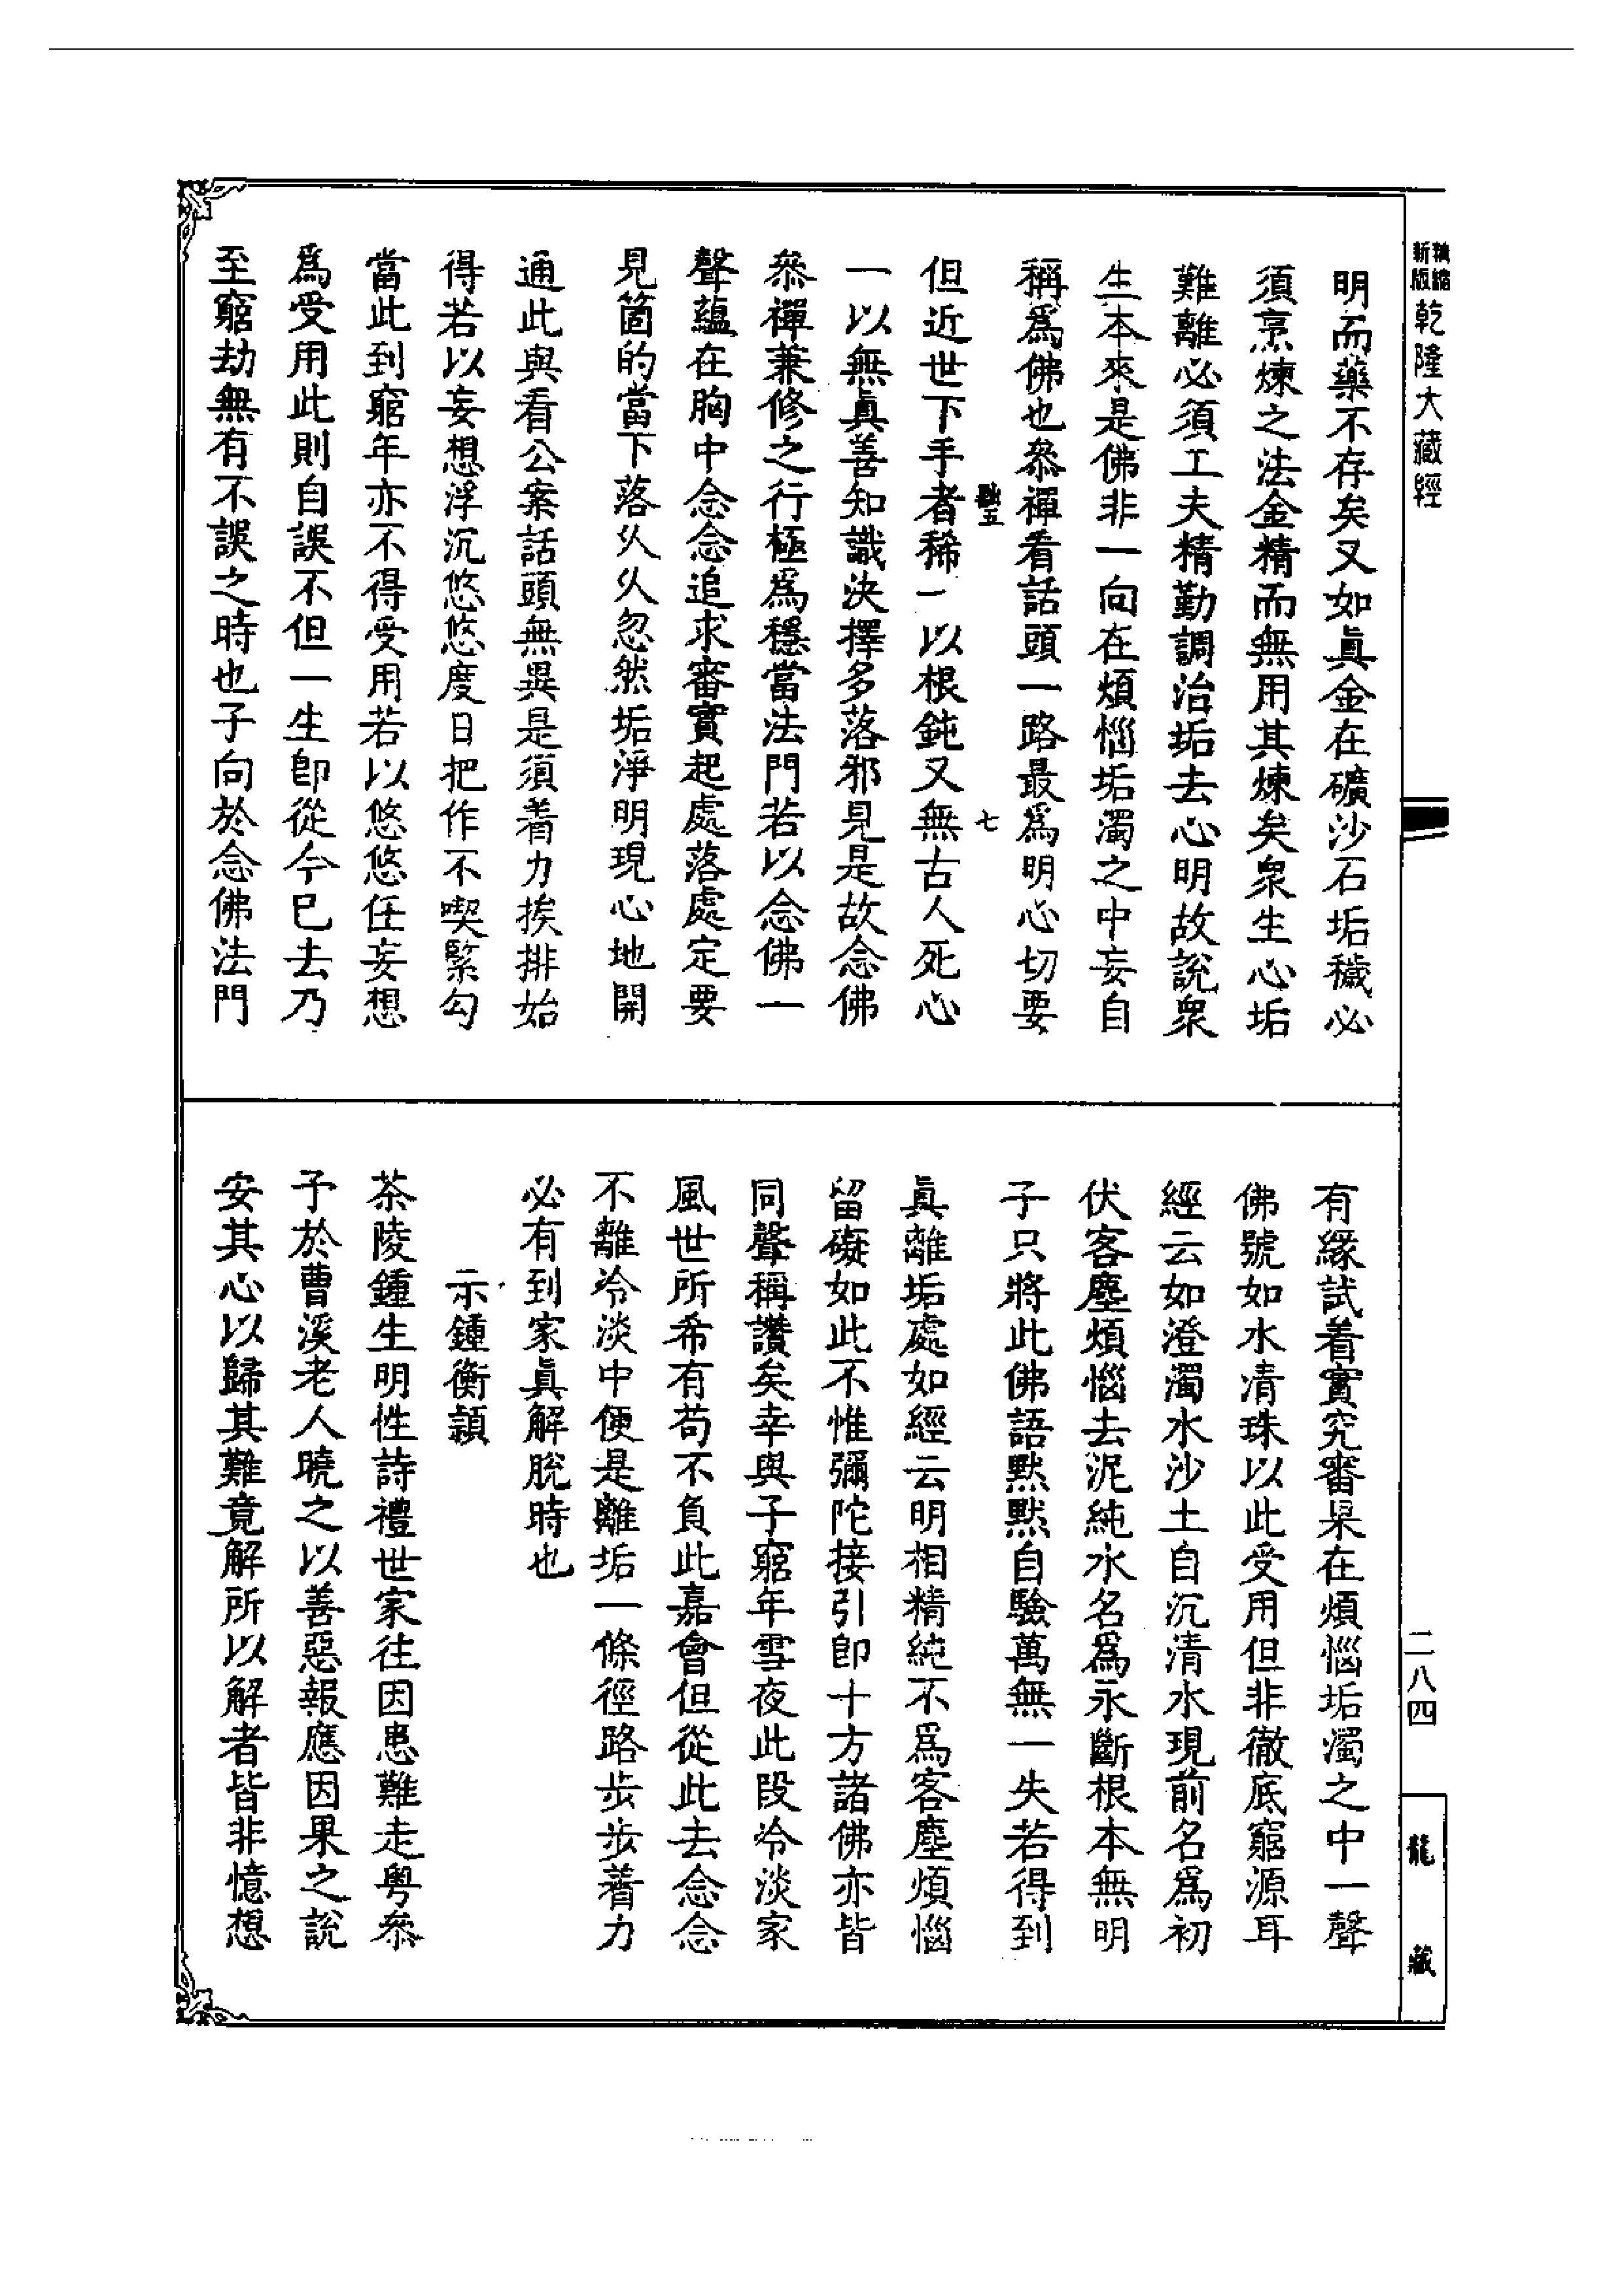 精縮新版乾隆大藏經
明而藥不存矣又如眞金在礦沙石垢穢必
須烹煉之法金精而無用其煉矣衆生心垢
難離必須工夫精勤調治垢去心明故說衆
生本來是佛非一向在煩惱垢濁之中妄自
稱爲佛也叅禪看話頭一路最爲明心切要
七
但近世下手者稀一以根鈍又無古人死心
一以無眞善知識決擇多落邪見是故念佛
叅禪兼修之行極爲穩當法門若以念佛一
聲蘊在胸中念念追求審實起處落處定要
見箇的當下落久久忽然垢淨明現心地開
通此與看公案話頭無異是須着力挨排始
得若以妄想浮沉悠悠度日把作不喫緊勾
當此到窮年亦不得受用若以悠悠任妄想
爲受用此則自誤不但一生卽從今已去乃
至窮劫無有不誤之時也子向於念佛法門
有緣試着實究審杲在煩惱垢濁之中一聲
佛號如水清珠以此受用但非徹底窮源耳
經云如澄濁水沙土自沉清水現前名爲初
伏客塵煩惱去泥純水名爲永斷根本無明
子只將此佛語默默自驗萬無一失若得到
眞離垢處如經云明相精純不爲客塵煩惱
留礙如此不惟彌陀接引卽十方諸佛亦皆
同聲稱讚矣幸與子窮年雪夜此段冷淡家
風世所希有苟不負此嘉會但從此去念念
不離冷淡中便是離垢一條徑路步步着力
必有到家眞解脫時也
示鍾衡頴
茶陵鍾生明性詩禮世家往因患難走粤叅
予於曹溪老人曉之以善惡報應因果之說
安其心以歸其難竟解所以解者皆非憶想
二八四
龍藏